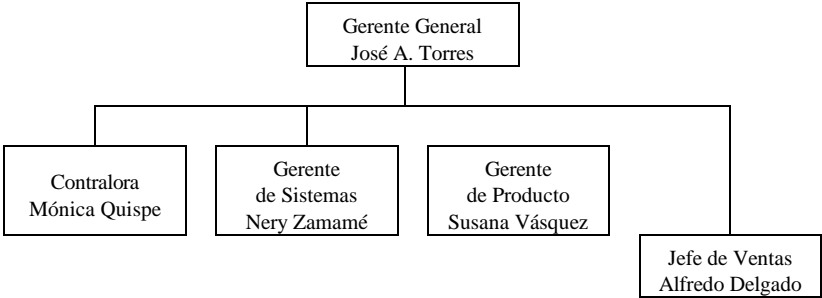 Gerente General
José A. Torres
Contralora
Mónica Quispe
Gerente
de Sistemas
Nery Zamamé
Gerente
de Producto
Susana Vásquez
Jefe de Ventas
Alfredo Delgado